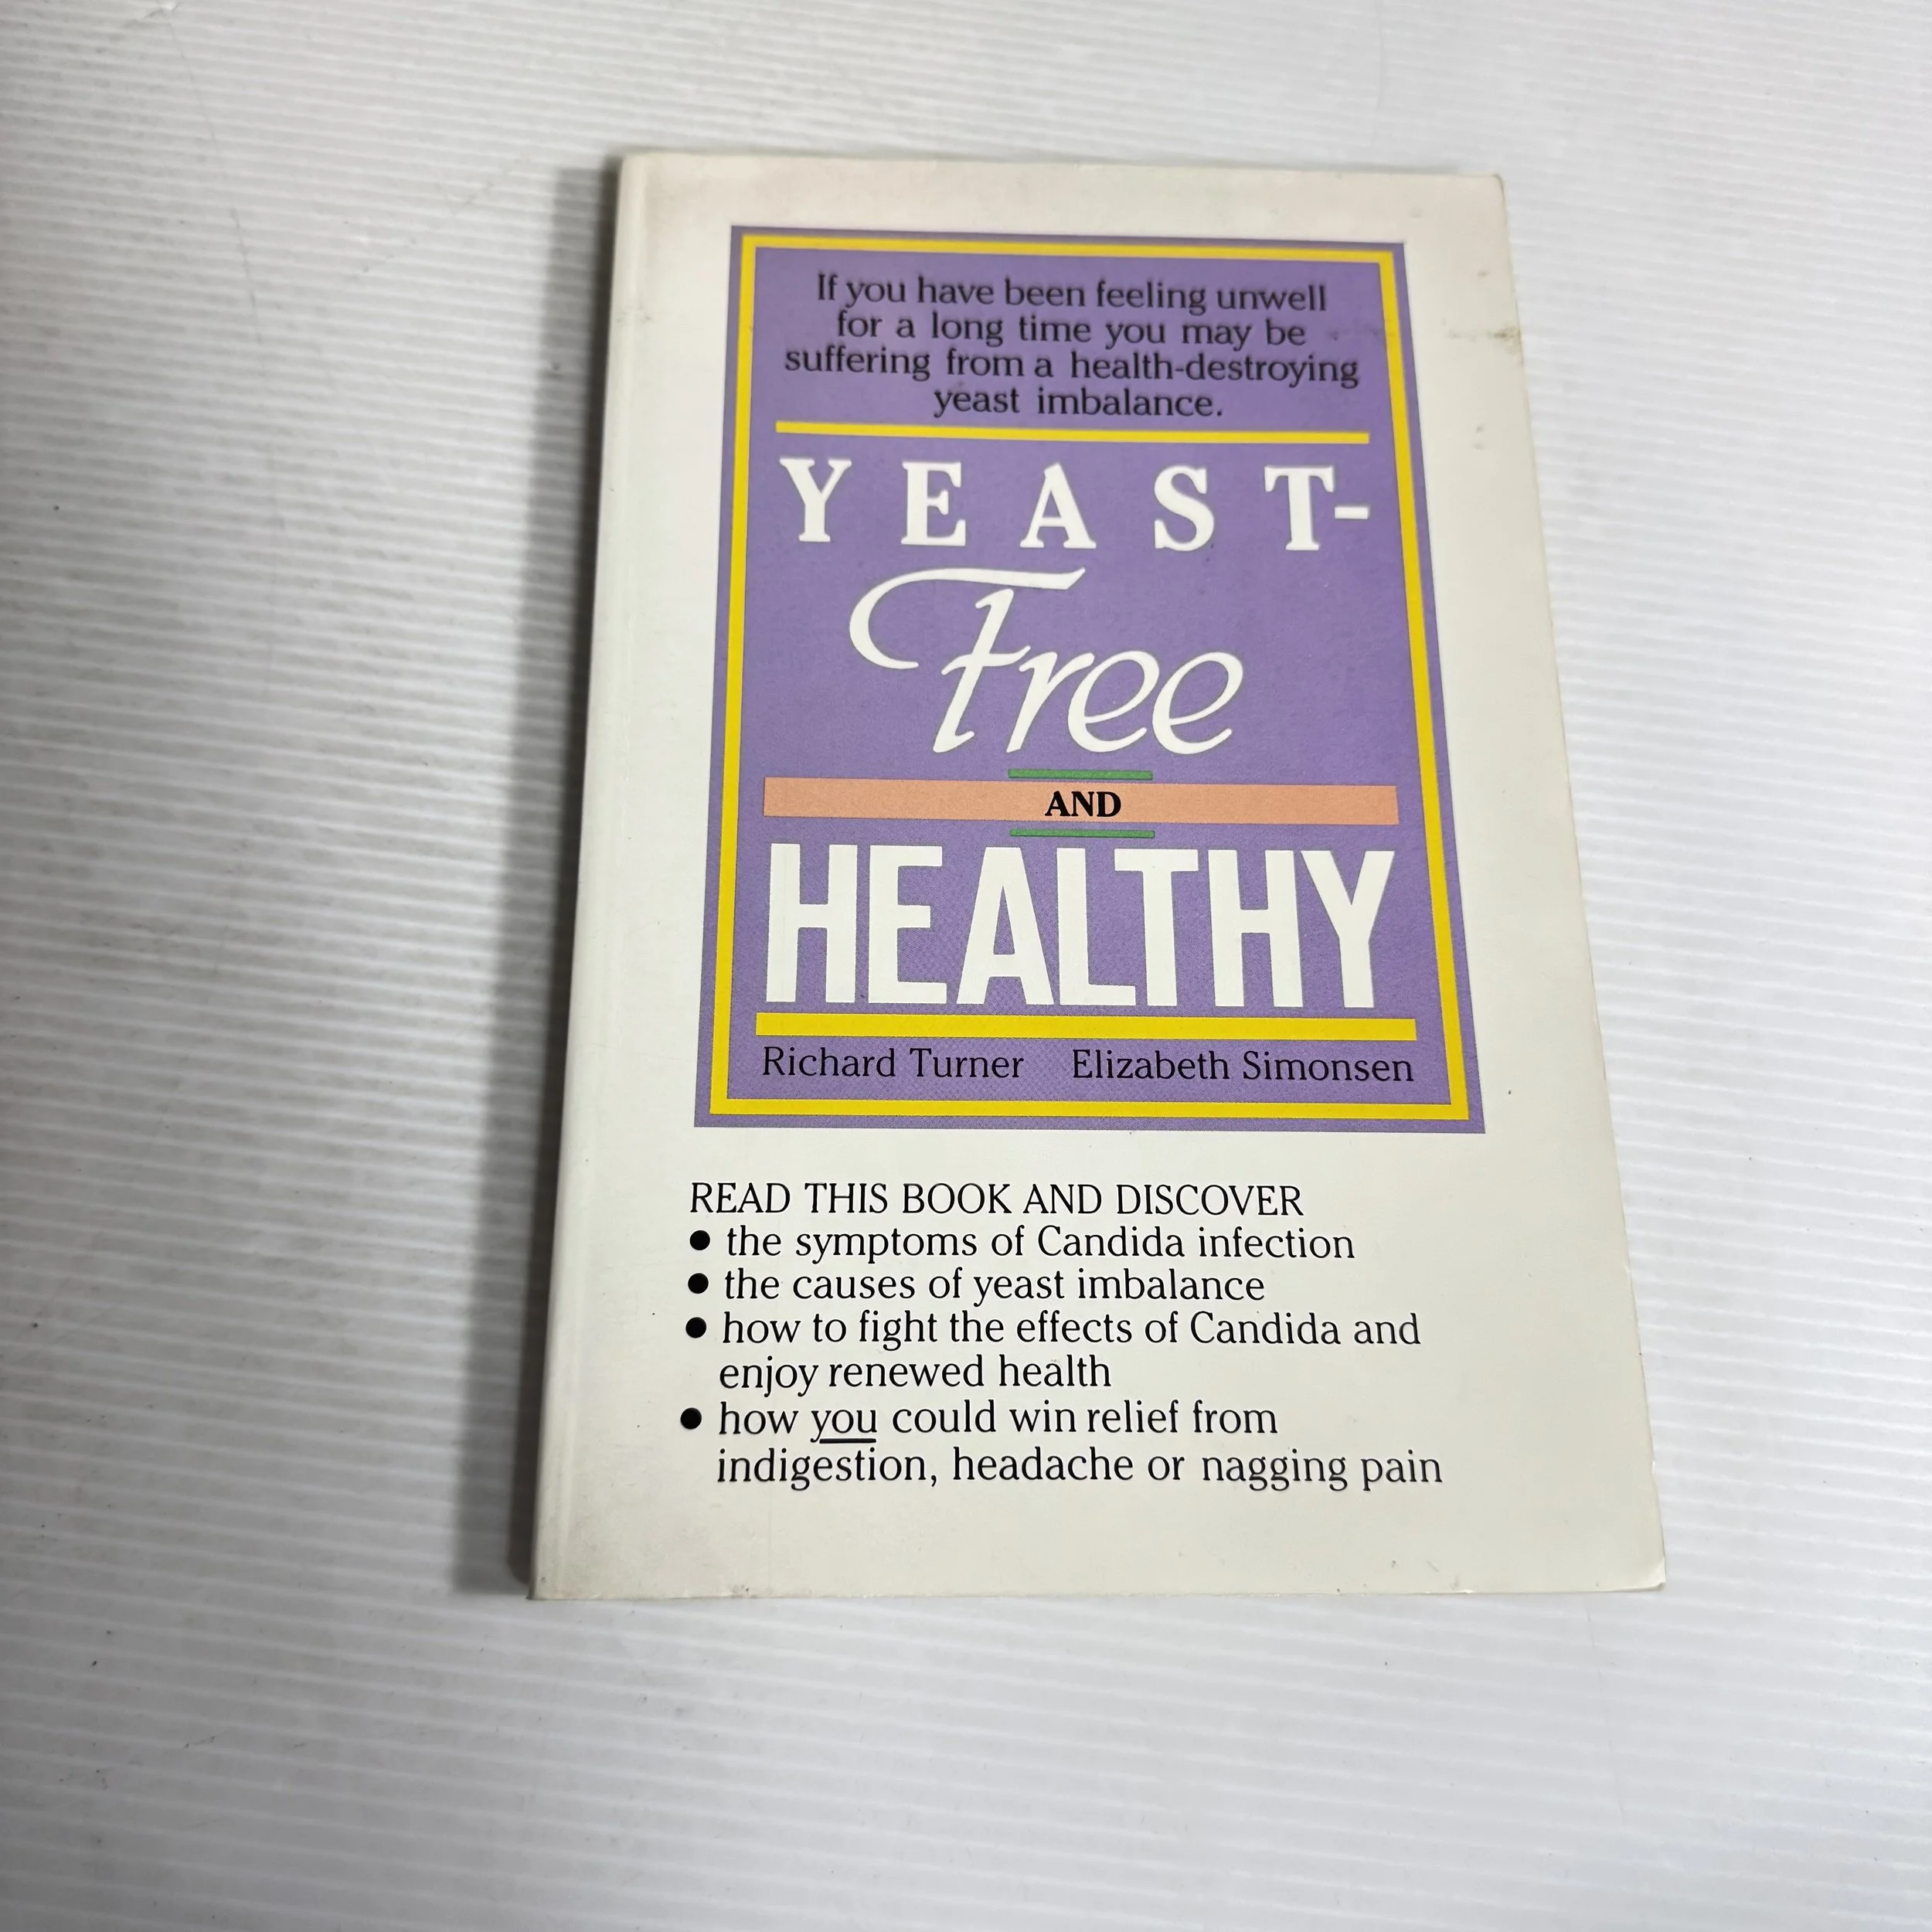 If you have been feeling unwell
for a long time you may be
suffering from a health-destroying
yeast imbalance.
YEAST-
Free
AND
HEALTHY
Richard Turner Elizabeth Simonsen
READ THIS BOOK AND DISCOVER
● the symptoms of Candida infection
● the causes of yeast imbalance
● how to fight the effects of Candida and
enjoy renewed health
● how you could win relief from
indigestion, headache or nagging pain